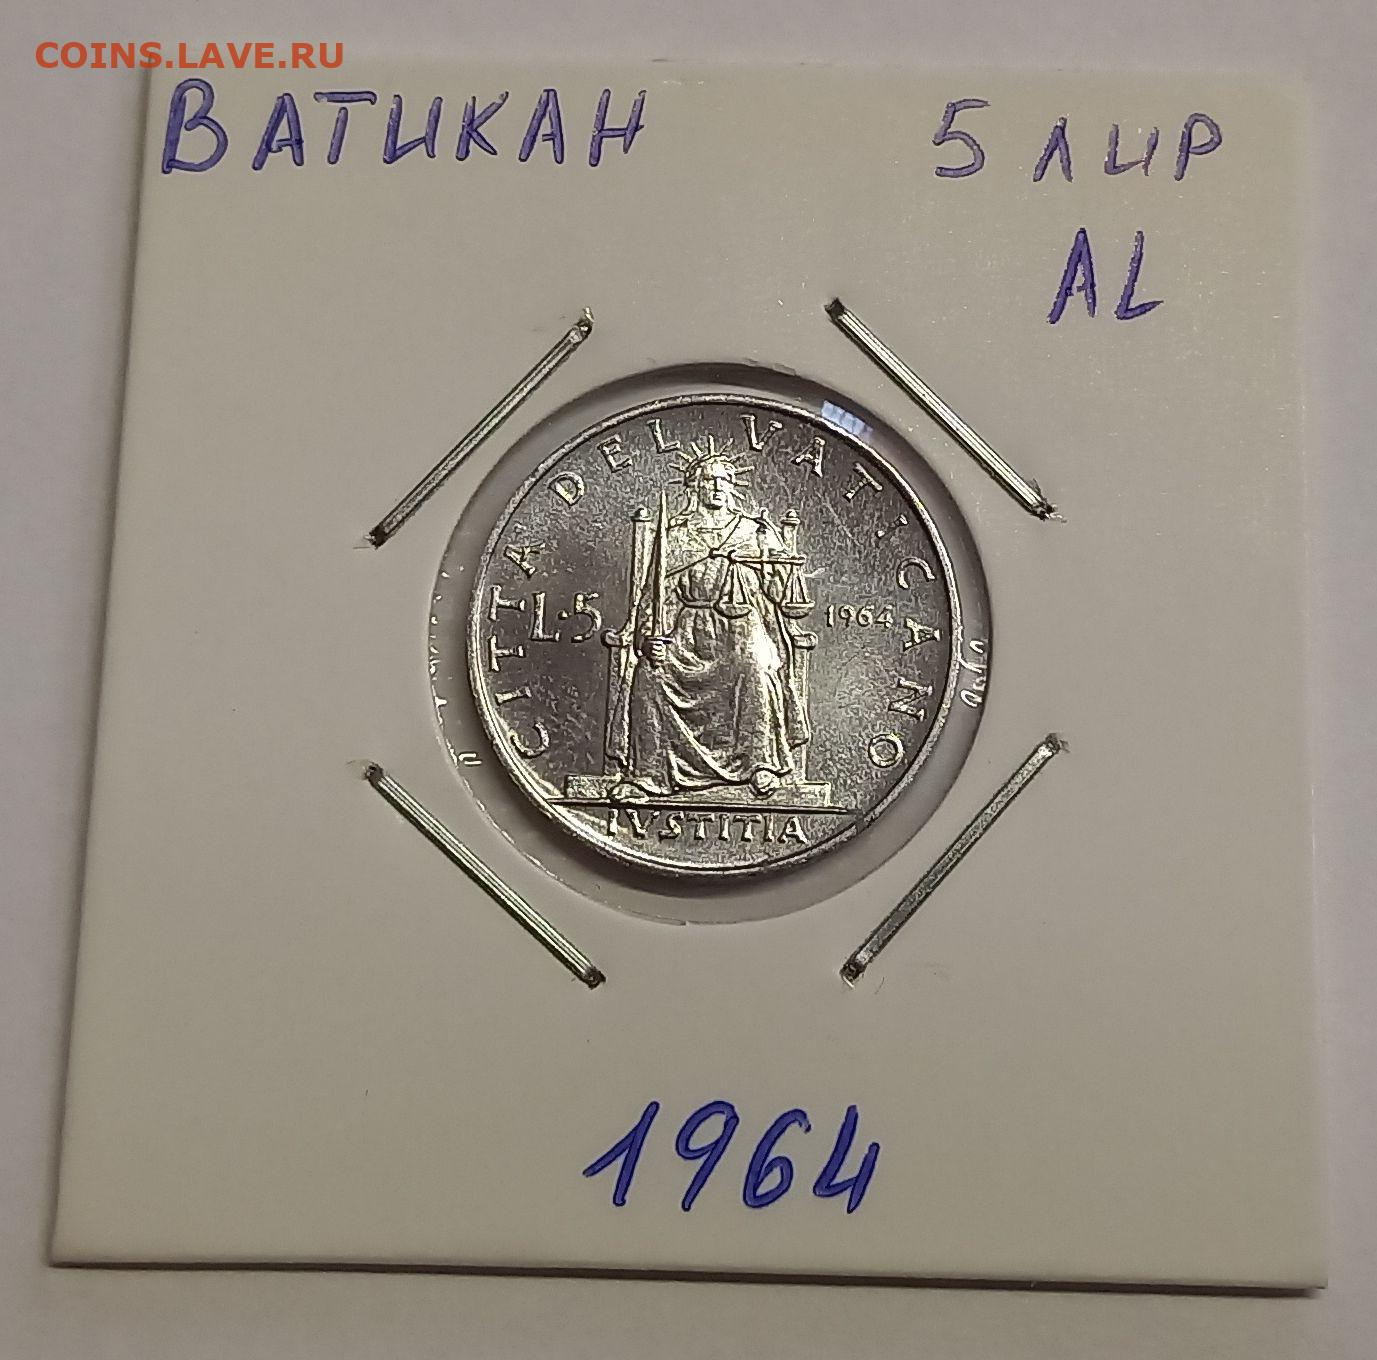 COINS.LAVE.RU
ВАТИКАН 5 ЛИР
AL
CITTA DEL VATICANO
L·5 1964
IVSTITIA
1964